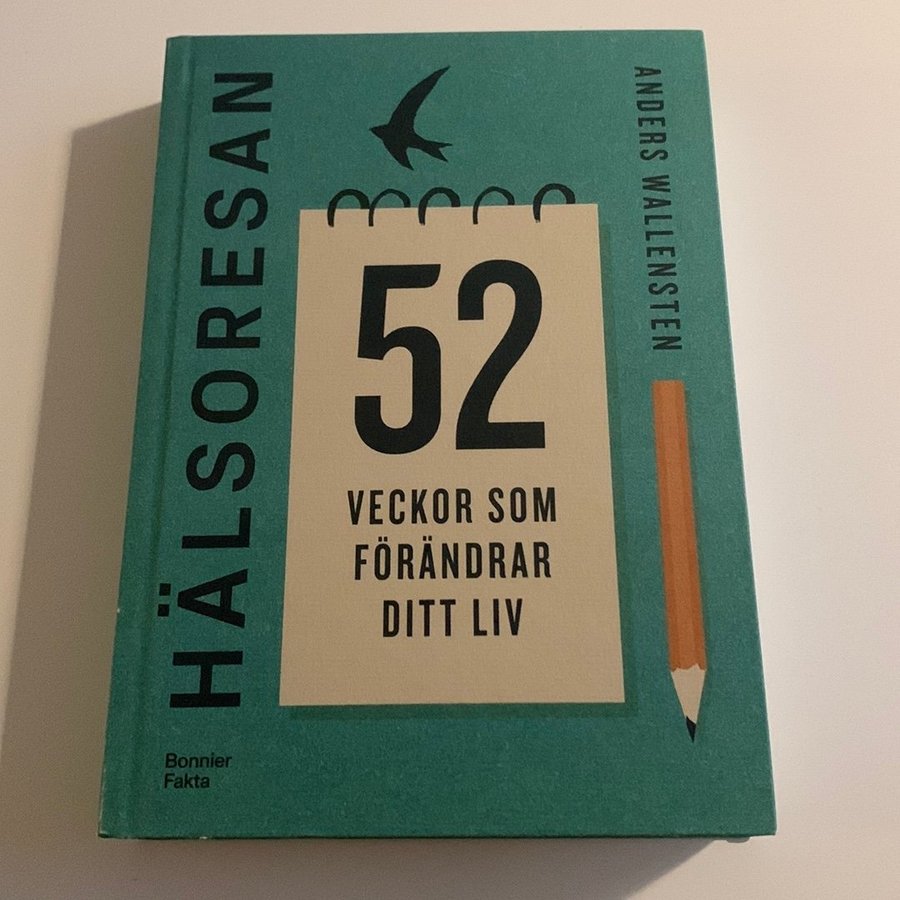 HÄLSORESAN
ANDERS WALLENSTEN
52
VECKOR SOM
FÖRÄNDRAR
DITT LIV
Bonnier
Fakta